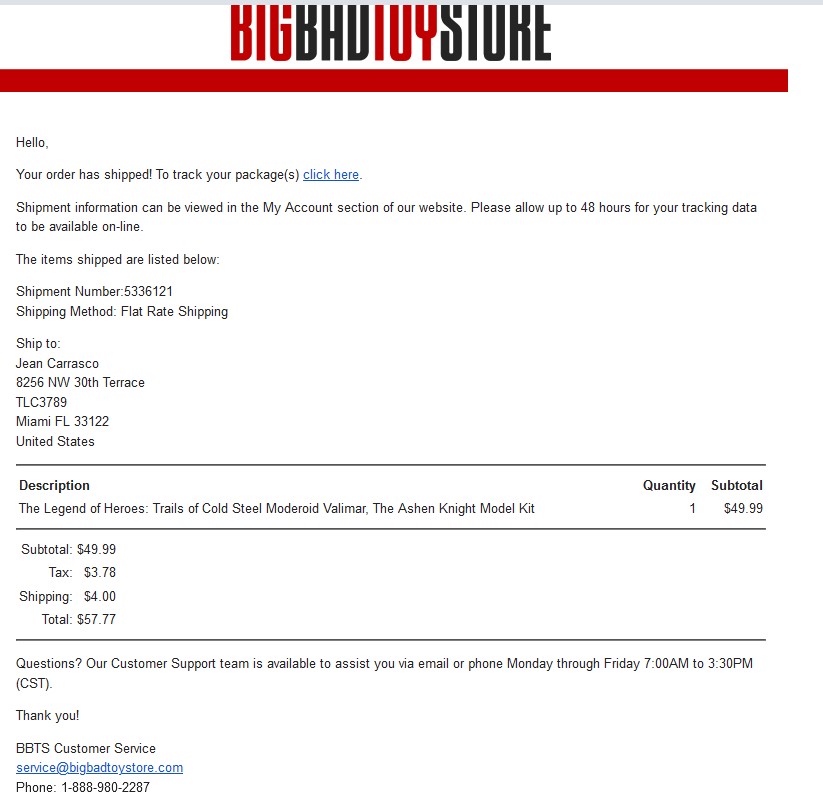 BIGBADTOYSTORE
Hello,
Your order has shipped! To track your package(s) click here.
Shipment information can be viewed in the My Account section of our website. Please allow up to 48 hours for your tracking data
to be available on-line.
The items shipped are listed below:
Shipment Number:5336121
Shipping Method: Flat Rate Shipping
Ship to:
Jean Carrasco
8256 NW 30th Terrace
TLC3789
Miami FL 33122
United States
Description Quantity Subtotal
The Legend of Heroes: Trails of Cold Steel Moderoid Valimar, The Ashen Knight Model Kit 1 $49.99
Subtotal: $49.99
Tax: $3.78
Shipping: $4.00
Total: $57.77
Questions? Our Customer Support team is available to assist you via email or phone Monday through Friday 7:00AM to 3:30PM
(CST).
Thank you!
BBTS Customer Service
service@bigbadtoystore.com
Phone: 1-888-980-2287